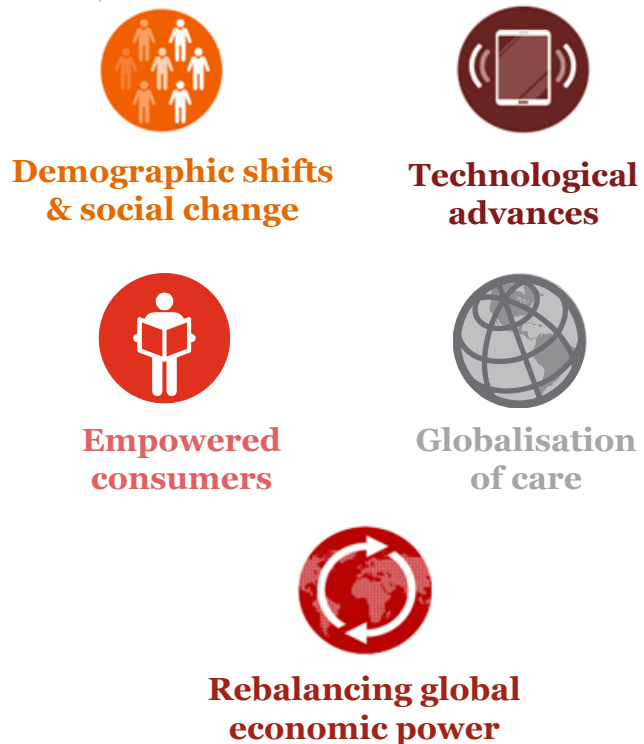 Demographic shifts
& social change
Technological
advances
Empowered
consumers
Globalisation
of care
Rebalancing global
economic power